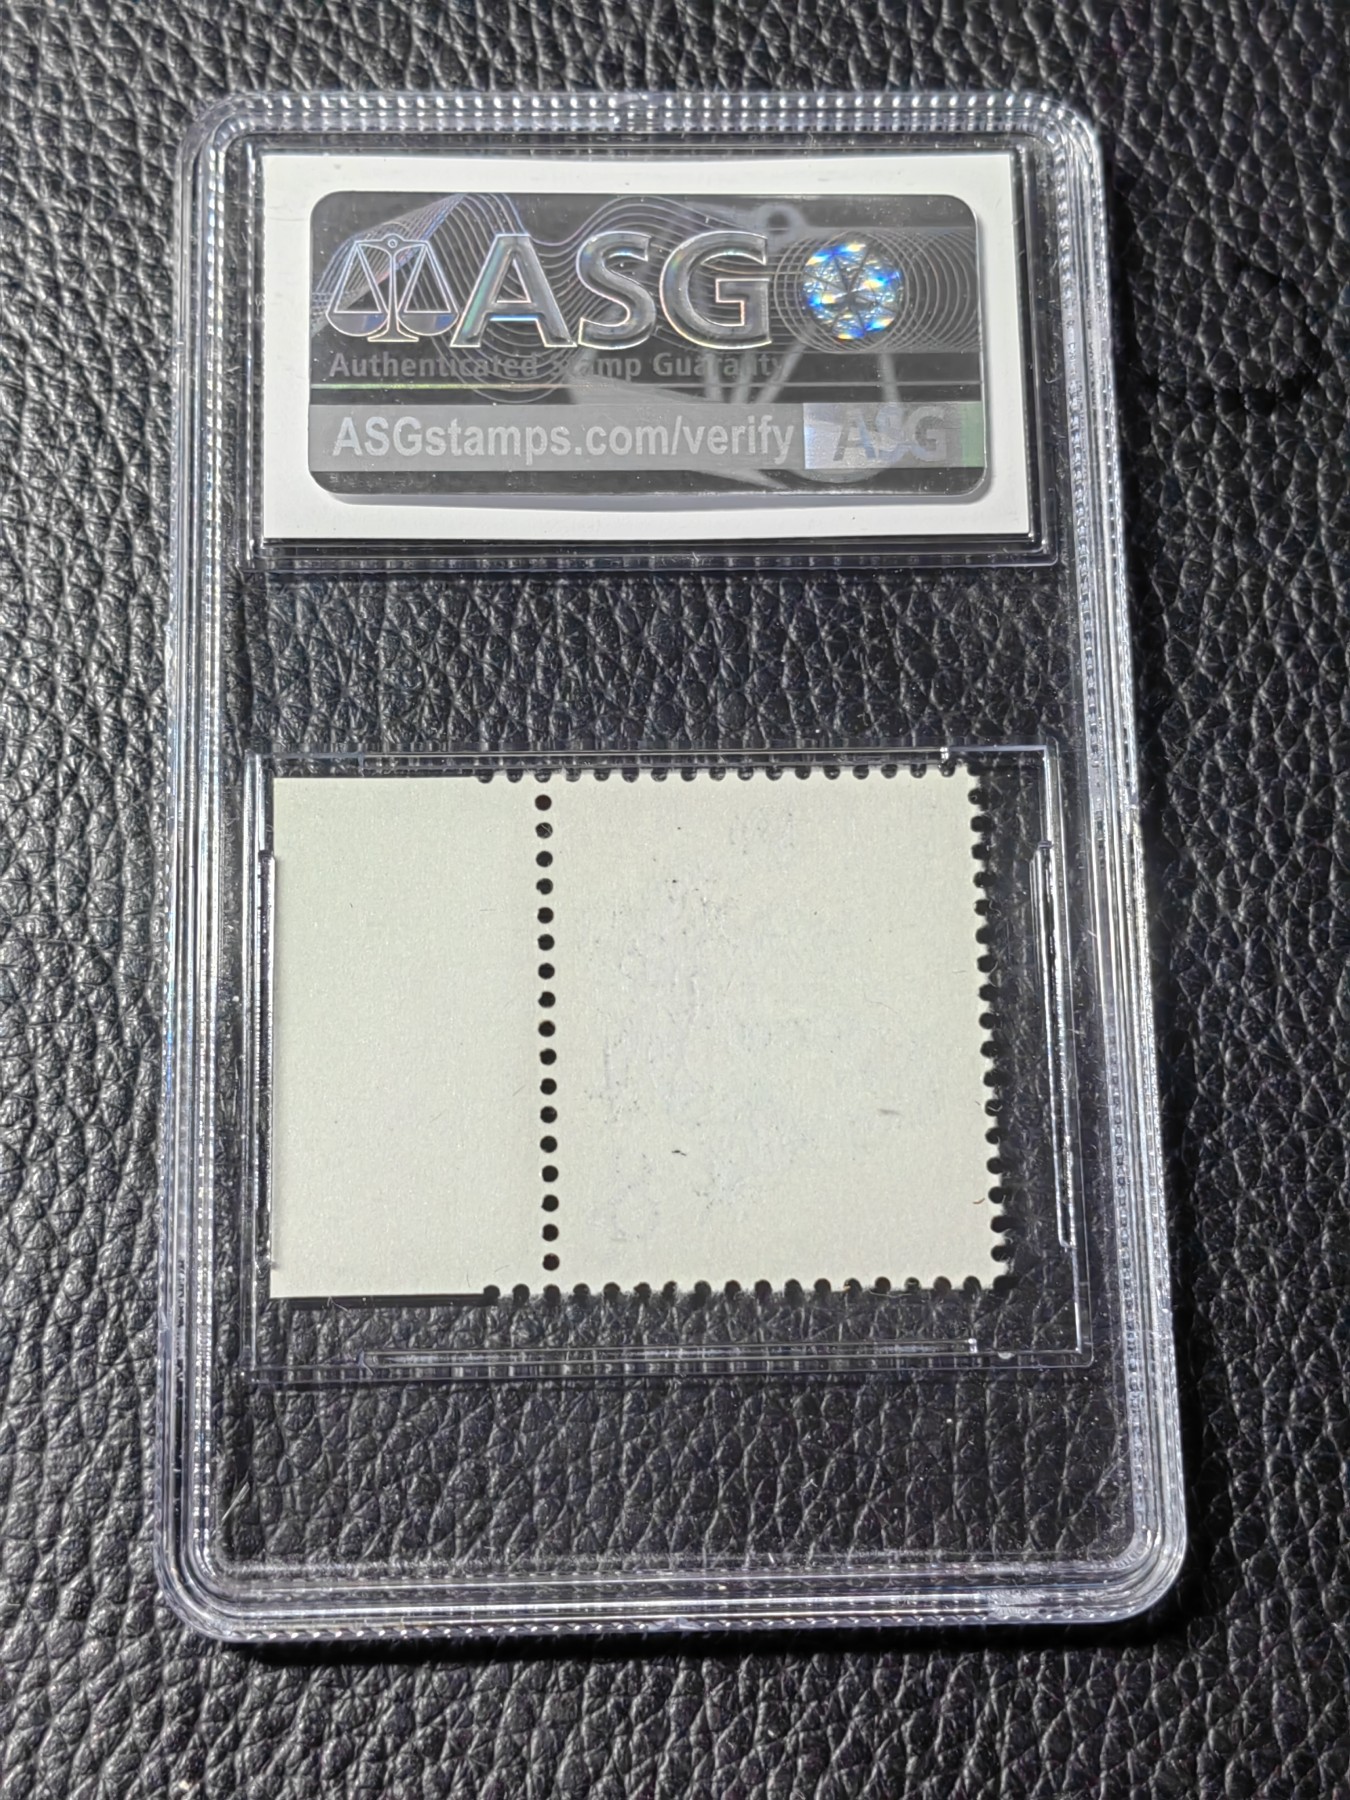 ASG
Authenticated Stamp Guaranty
ASGstamps.com/verify ASG